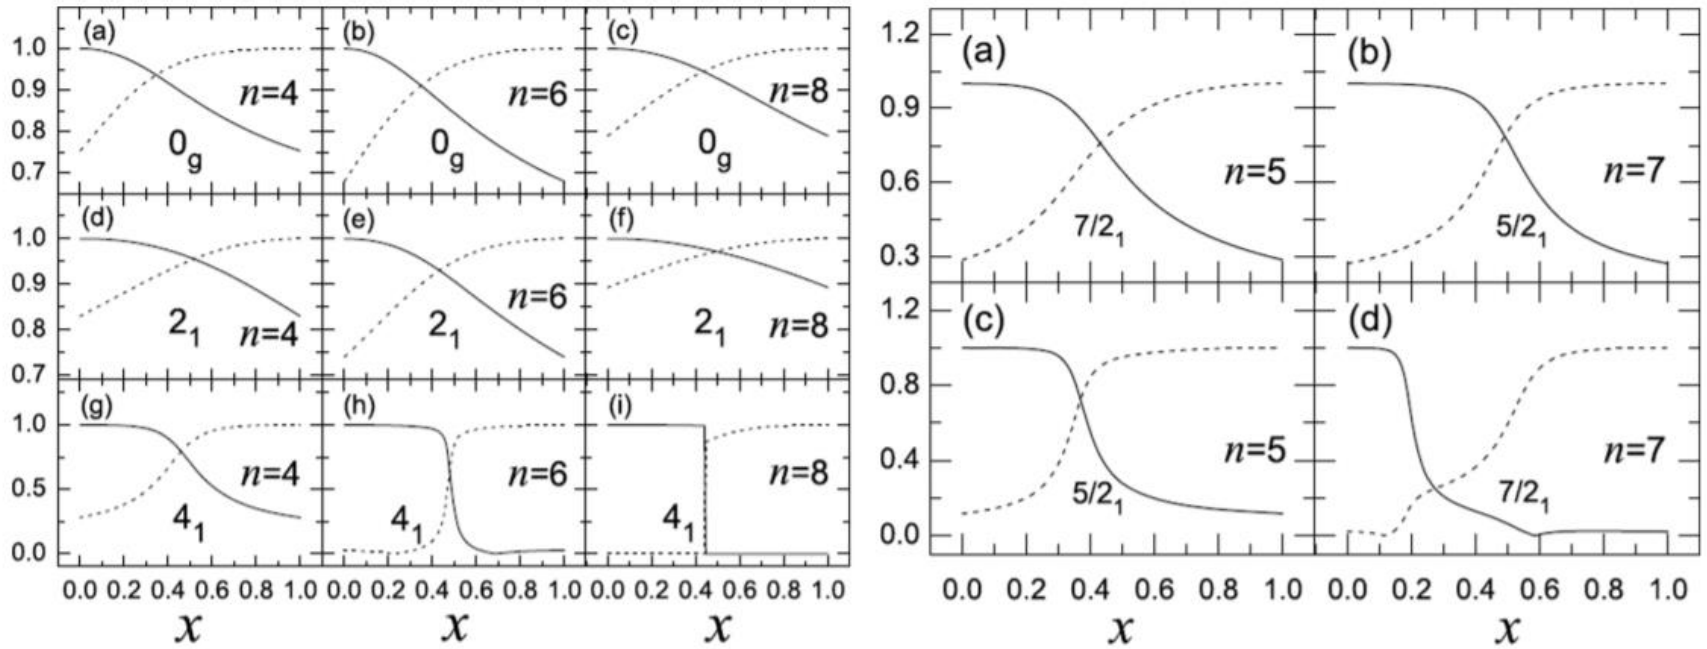 (a) (b) (c)
1.0
0.9 n=4 n=6 n=8
0.8 0g 0g 0g
0.7
(d) (e) (f)
1.0
0.9 n=6
0.8 21 n=4 21 21 n=8
0.7
(g) (h) (i)
1.0
n=4 n=6 n=8
0.5
41 41 41
0.0
0.0 0.2 0.4 0.6 0.8 0.0 0.2 0.4 0.6 0.8 0.0 0.2 0.4 0.6 0.8 1.0
x x x
1.2 (a) (b)
0.9
0.6 n=5 n=7
7/21 5/21
0.3
1.2 (c) (d)
0.8
n=5 n=7
0.4
5/21 7/21
0.0
0.0 0.2 0.4 0.6 0.8 1.0 0.0 0.2 0.4 0.6 0.8 1.0
x x